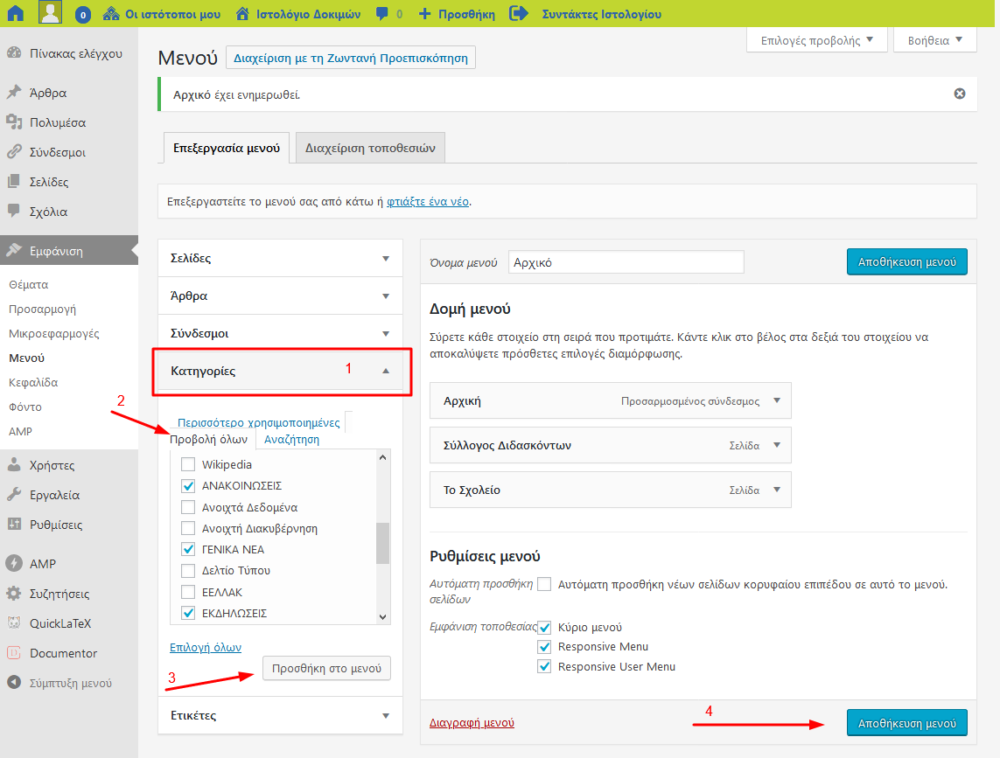 0 Οι ιστότοποι μου Ιστολόγιο Δοκιμών 0 Προσθήκη Συντάκτες Ιστολογίου
Επιλογές προβολής
Βοήθεια
Πίνακας ελέγχου
Άρθρα
Πολυμέσα
Σύνδεσμοι
Σελίδες
Σχόλια
Εμφάνιση
Θέματα
Προσαρμογή
Μικροεφαρμογές
Μενού
Κεφαλίδα
Φόντο
AMP
Χρήστες
Εργαλεία
Ρυθμίσεις
AMP
Συζητήσεις
QuickLaTeX
Documentor
Σύμπτυξη μενού
Μενού
Διαχείριση με τη Ζωντανή Προεπισκόπηση
Αρχικό έχει ενημερωθεί.
Επεξεργασία μενού
Διαχείριση τοποθεσιών
Επεξεργαστείτε το μενού σας από κάτω ή φτιάξτε ένα νέο.
Σελίδες
Άρθρα
Σύνδεσμοι
Κατηγορίες
1
2
Περισσότερο χρησιμοποιημένες
Προβολή όλων
Αναζήτηση
Wikipedia
ΑΝΑΚΟΙΝΩΣΕΙΣ
Ανοιχτά Δεδομένα
Ανοιχτή Διακυβέρνηση
ΓΕΝΙΚΑ ΝΕΑ
Δελτίο Τύπου
ΕΕΛΛΑΚ
ΕΚΔΗΛΩΣΕΙΣ
Επιλογή όλων
3
Προσθήκη στο μενού
Ετικέτες
Όνομα μενού
Αρχικό
Αποθήκευση μενού
Δομή μενού
Σύρετε κάθε στοιχείο στη σειρά που προτιμάτε. Κάντε κλικ στο βέλος στα δεξιά του στοιχείου να
αποκαλύψετε πρόσθετες επιλογές διαμόρφωσης.
Αρχική Προσαρμοσμένος σύνδεσμος
Σύλλογος Διδασκόντων Σελίδα
Το Σχολείο Σελίδα
Ρυθμίσεις μενού
Αυτόματη προσθήκη
σελίδων
Αυτόματη προσθήκη νέων σελίδων κορυφαίου επιπέδου σε αυτό το μενού.
Εμφάνιση τοποθεσίας
Κύριο μενού
Responsive Menu
Responsive User Menu
Διαγραφή μενού
4
Αποθήκευση μενού